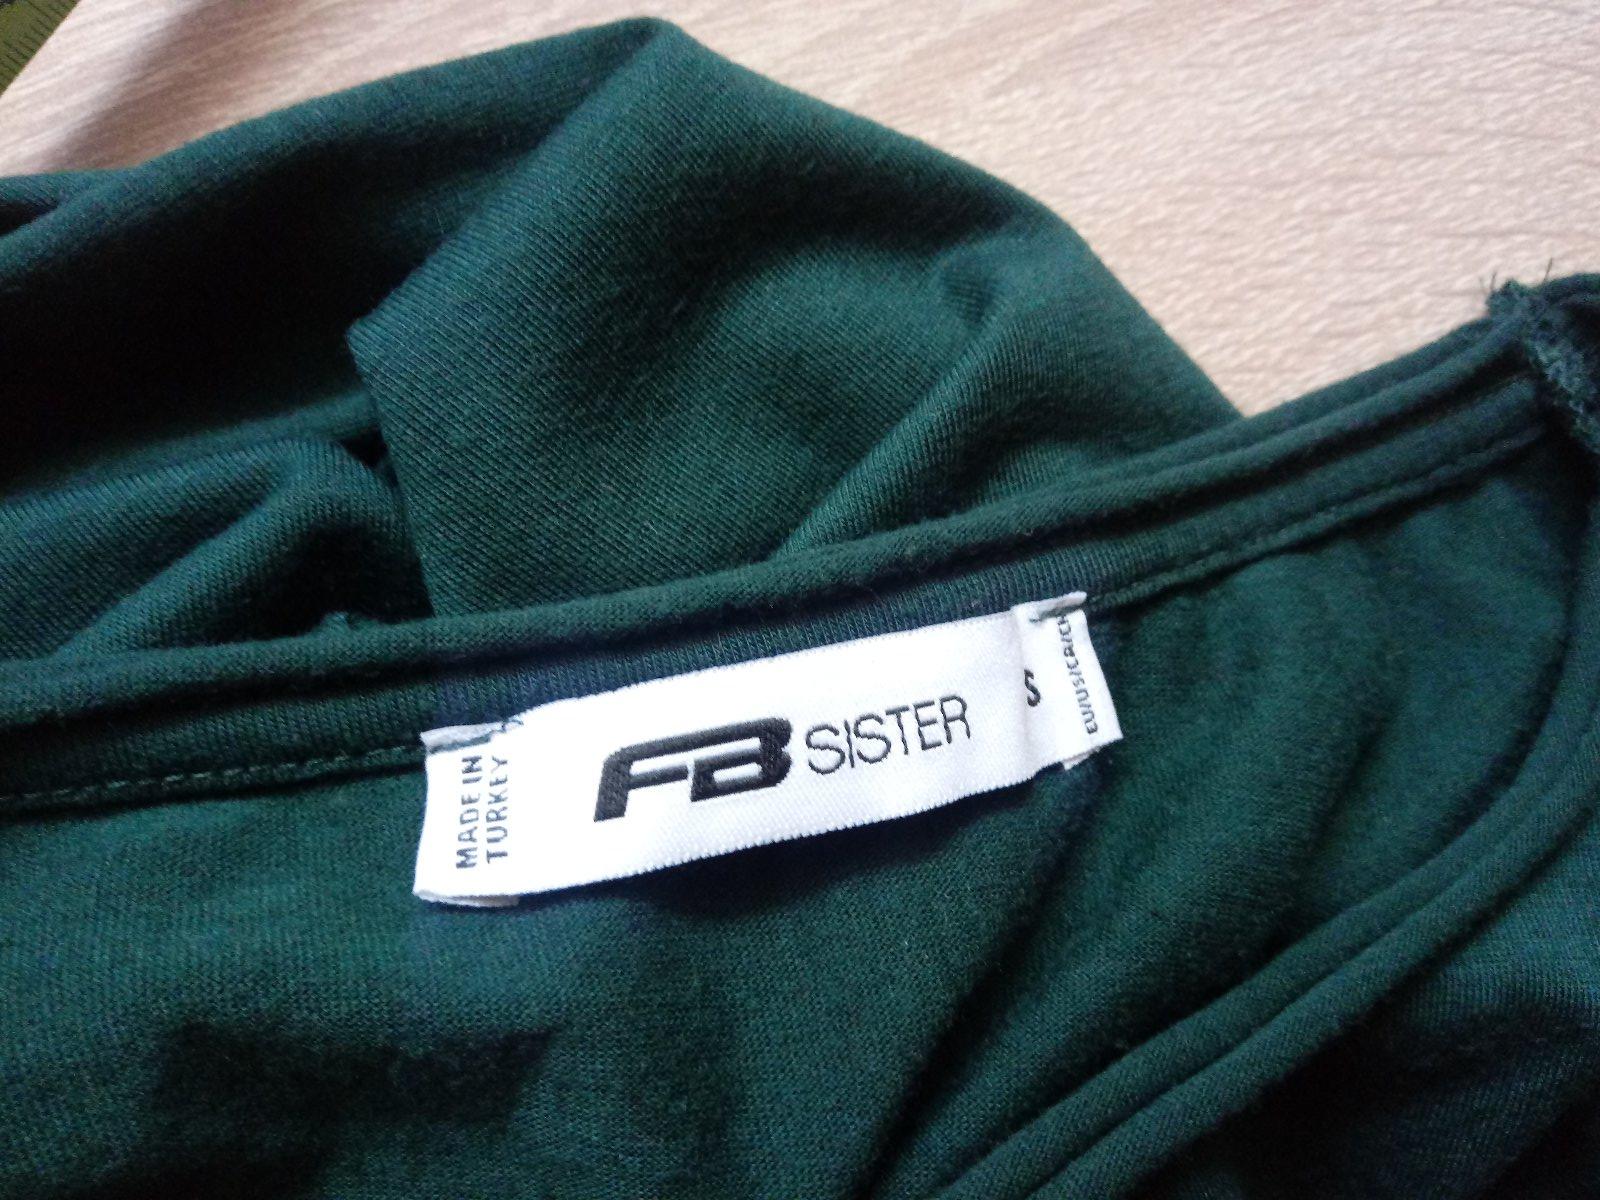 MADE IN
TURKEY
FB SISTER
S
EU/US/CA/CH